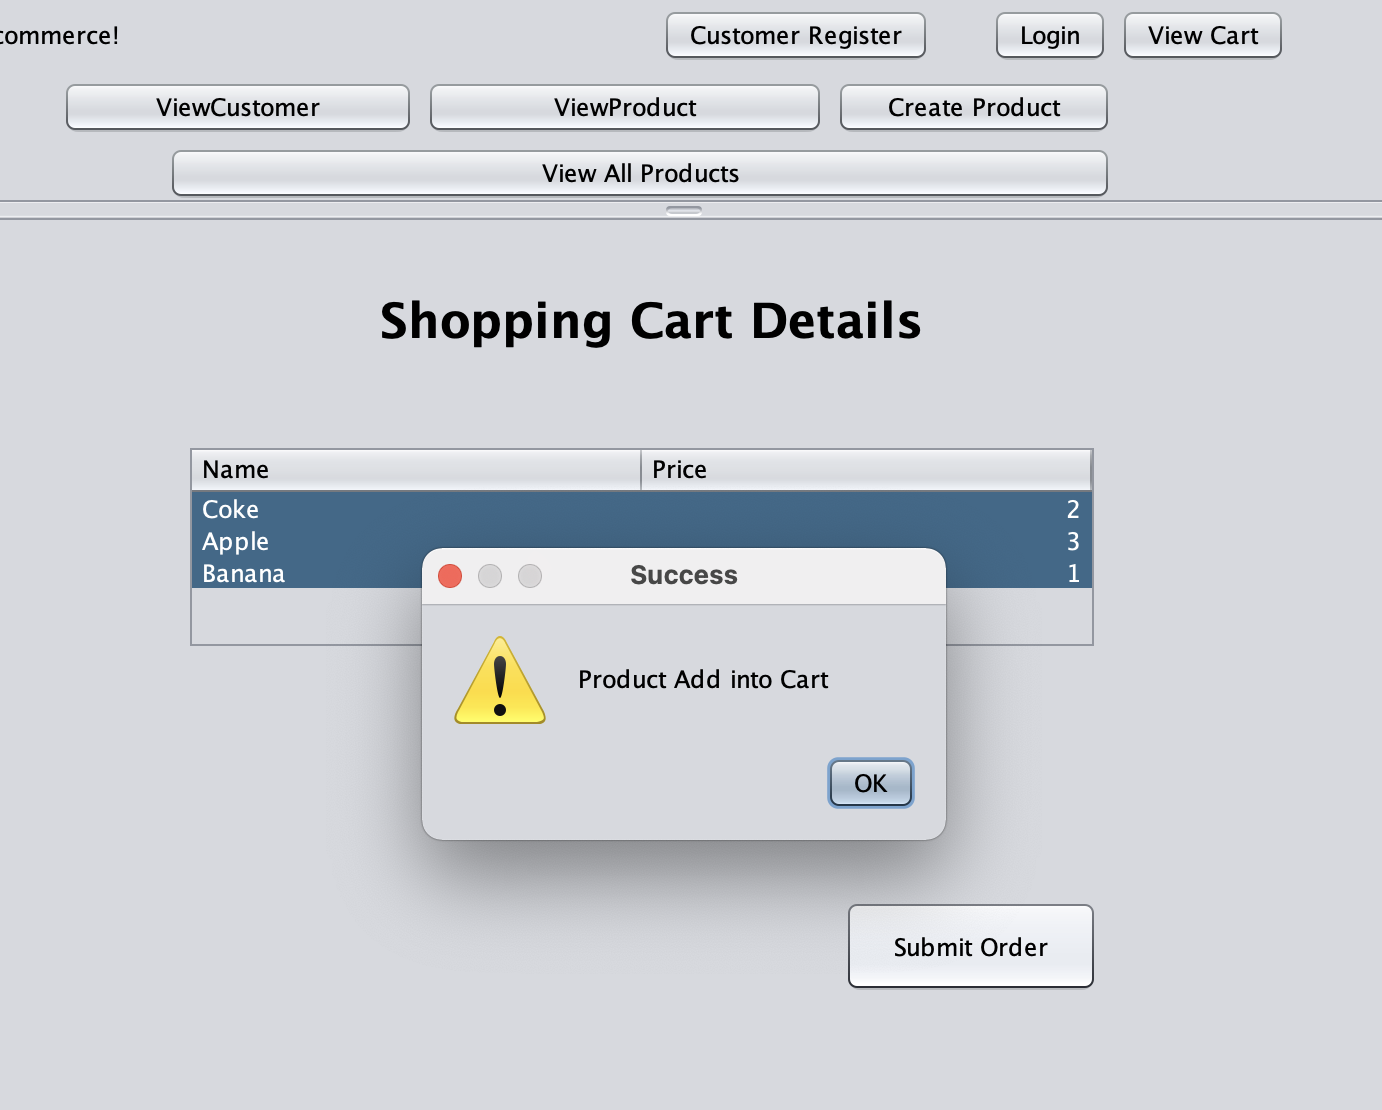 commerce!
Customer Register
Login
View Cart
ViewCustomer
ViewProduct
Create Product
View All Products
Shopping Cart Details
Name Price
Coke 2
Apple 3
Banana 1
Success
Product Add into Cart
OK
Submit Order